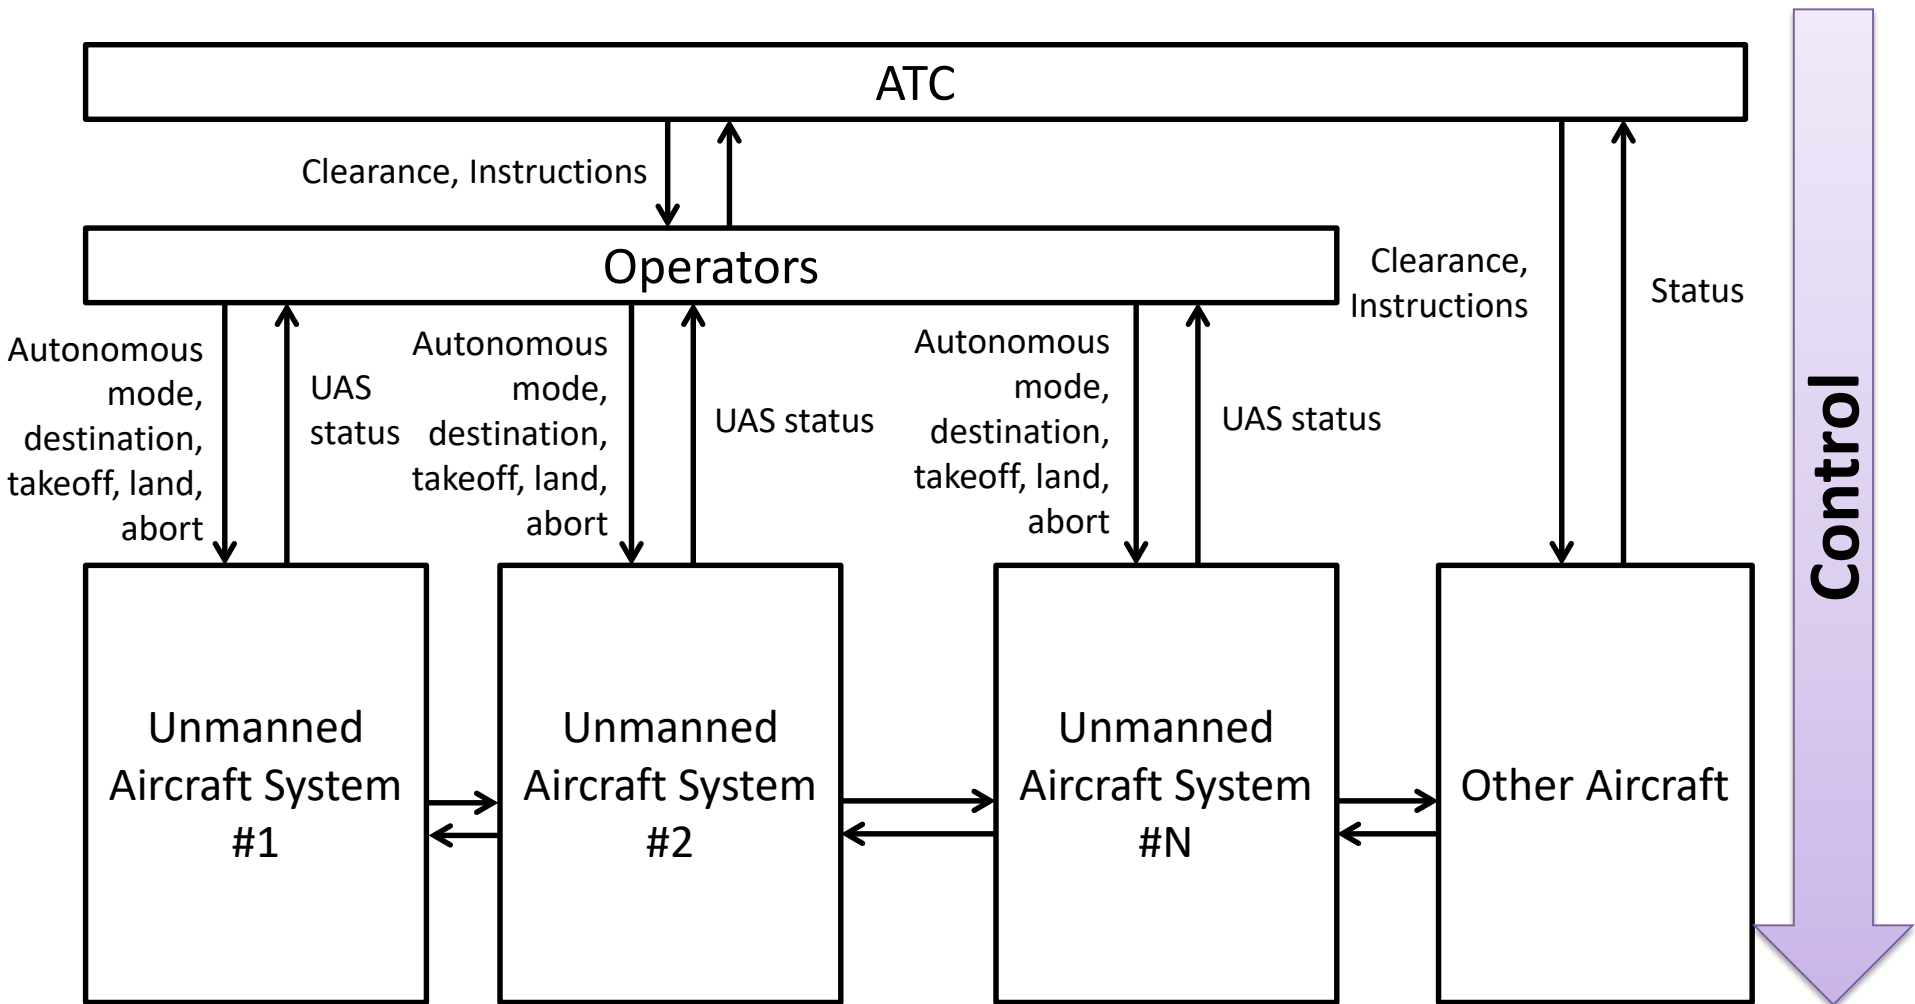 ATC
Clearance, Instructions
Operators
Clearance,
Instructions
Status
Autonomous
mode,
destination,
takeoff, land,
abort
UAS
status
Autonomous
mode,
destination,
takeoff, land,
abort
UAS status
Autonomous
mode,
destination,
takeoff, land,
abort
UAS status
Control
Unmanned
Aircraft System
#1
Unmanned
Aircraft System
#2
Unmanned
Aircraft System
#N
Other Aircraft